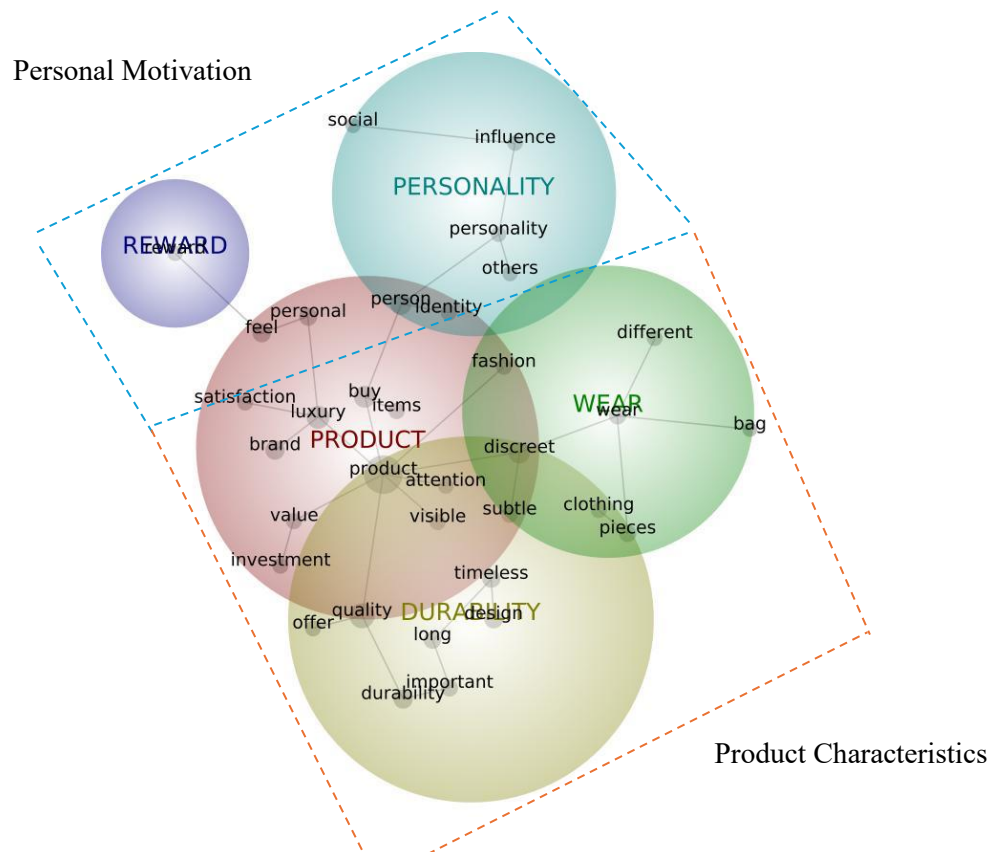 Personal Motivation
social
influence
PERSONALITY
personality
REWARD
reward
others
person
identity
personal
feel
different
fashion
buy
satisfaction
items
luxury
WEAR
wear
bag
PRODUCT
brand
discreet
product
attention
clothing
subtle
value
visible
pieces
investment
timeless
quality
DURABILITY
design
offer
long
important
durability
Product Characteristics